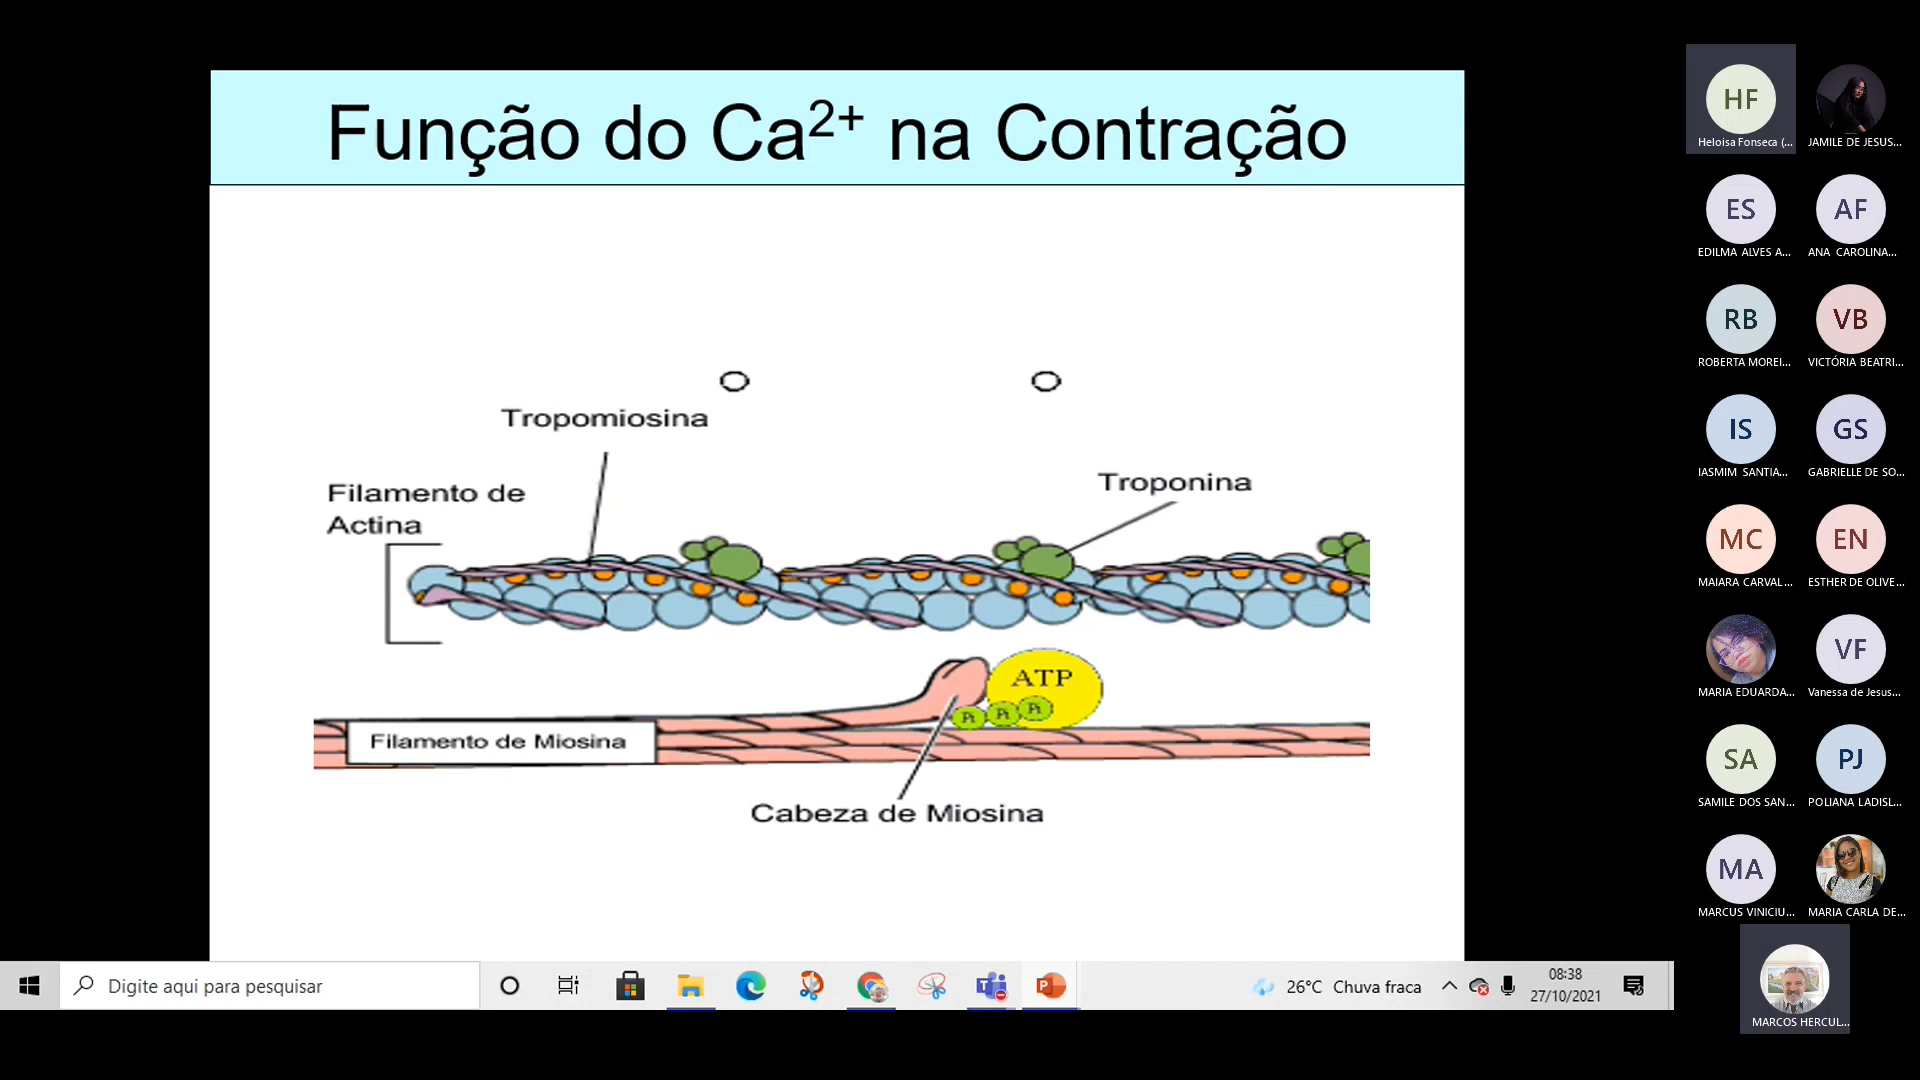 Função do Ca2+ na Contração
Tropomiosina
Troponina
Filamento de
Actina
ATP
Pi Pi Pi
Filamento de Miosina
Cabeza de Miosina
HF
Heloisa Fonseca (...
JAMILE DE JESUS...
ES
EDILMA ALVES A...
AF
ANA CAROLINA...
RB
ROBERTA MOREI...
VB
VICTÓRIA BEATRI...
IS
IASMIM SANTIA...
GS
GABRIELLE DE SO...
MC
MAIARA CARVAL...
EN
ESTHER DE OLIVE...
MARIA EDUARDA...
VF
Vanessa de Jesus...
SA
SAMILE DOS SAN...
PJ
POLIANA LADISL...
MA
MARCUS VINICIU...
MARIA CARLA DE...
MARCOS HERCUL...
Digite aqui para pesquisar
26°C Chuva fraca
08:38
27/10/2021